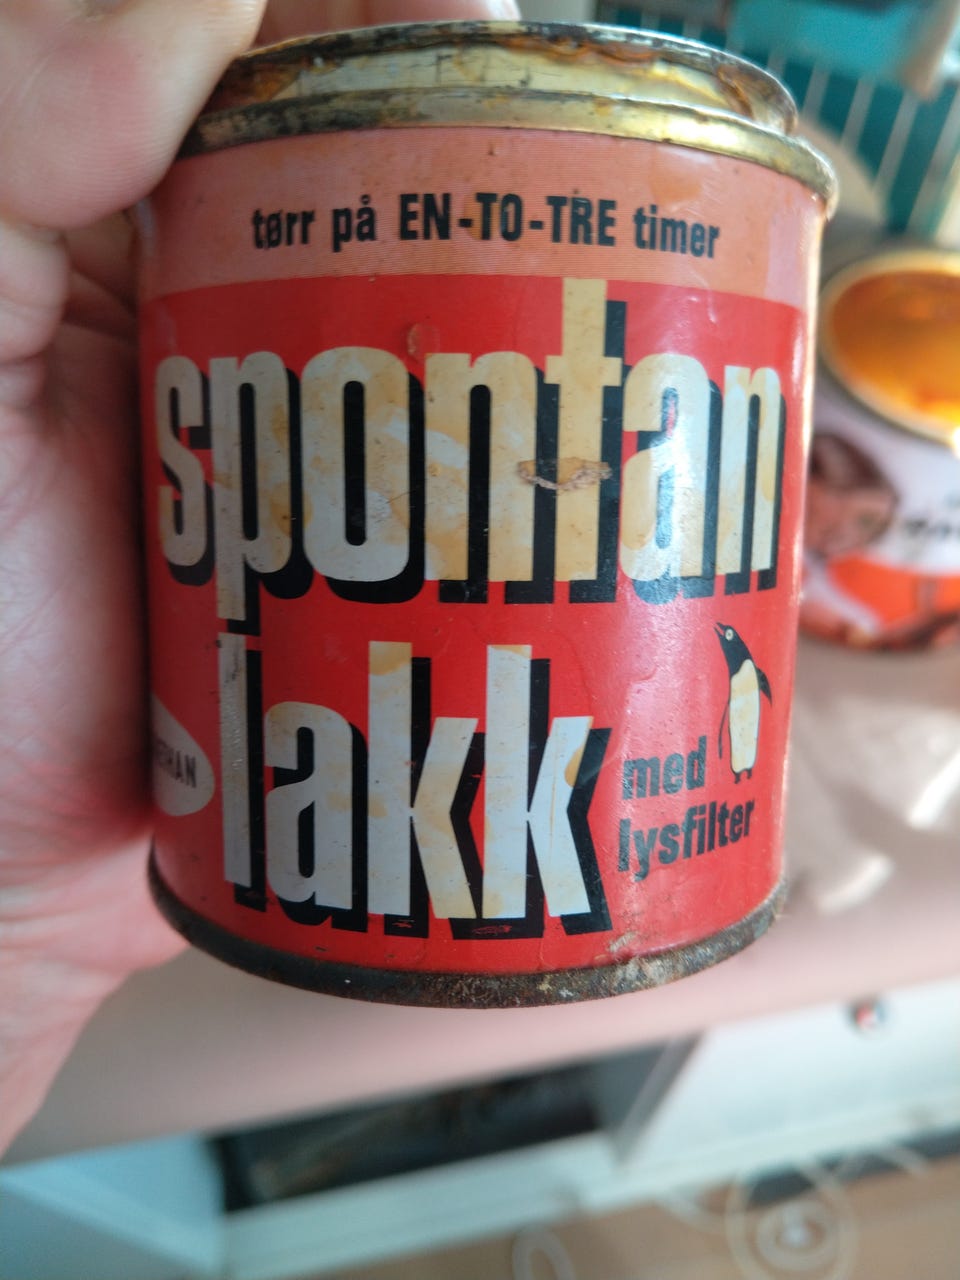 tørr på EN-TO-TRE timer
spontan
lakk
med
lysfilter